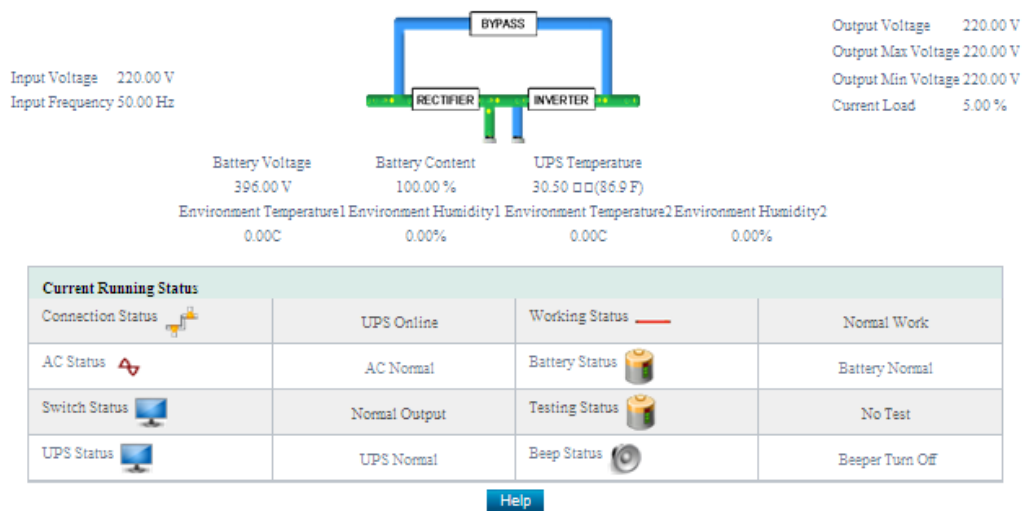 BYPASS
Output Voltage 220.00 V
Output Max Voltage 220.00 V
Input Voltage 220.00 V
Output Min Voltage 220.00 V
Input Frequency 50.00 Hz
RECTIFIER INVERTER
Current Load 5.00 %
Battery Voltage Battery Content UPS Temperature
396.00 V 100.00 % 30.50 □□(86.9 F)
Environment Temperature1 Environment Humidity1 Environment Temperature2 Environment Humidity2
0.00C 0.00% 0.00C 0.00%
Current Running Status
Connection Status UPS Online Working Status Normal Work
AC Status AC Normal Battery Status Battery Normal
Switch Status Normal Output Testing Status No Test
UPS Status UPS Normal Beep Status Beeper Turn Off
Help